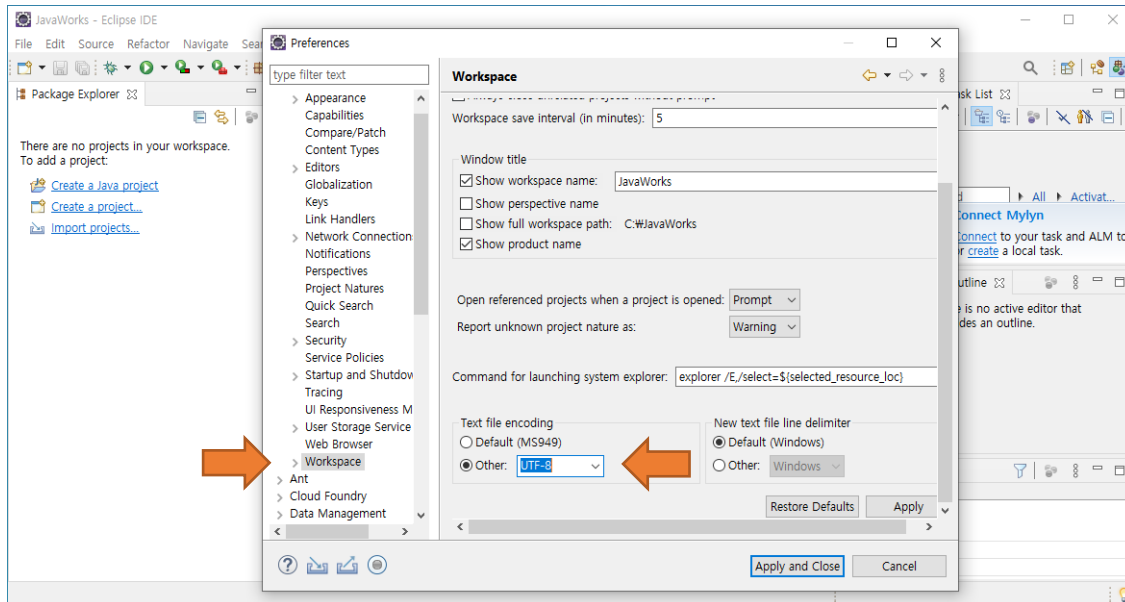 JavaWorks - Eclipse IDE
File Edit Source Refactor Navigate Sear
Package Explorer
There are no projects in your workspace.
To add a project:
Create a Java project
Create a project...
Import projects...
Preferences
type filter text
Appearance
Capabilities
Compare/Patch
Content Types
Editors
Globalization
Keys
Link Handlers
Network Connection
Notifications
Perspectives
Project Natures
Quick Search
Search
Security
Service Policies
Startup and Shutdow
Tracing
UI Responsiveness M
User Storage Service
Web Browser
Workspace
Ant
Cloud Foundry
Data Management
Workspace
Workspace save interval (in minutes): 5
Window title
Show workspace name: JavaWorks
Show perspective name
Show full workspace path: C:₩JavaWorks
Show product name
Open referenced projects when a project is opened: Prompt
Report unknown project nature as: Warning
Command for launching system explorer: explorer /E,/select=${selected_resource_loc}
Text file encoding
Default (MS949)
Other: UTF-8
New text file line delimiter
Default (Windows)
Other: Windows
Restore Defaults Apply
Apply and Close Cancel
sk List
All Activat...
onnect Mylyn
onnect to your task and ALM to
r create a local task.
utline
e is no active editor that
des an outline.